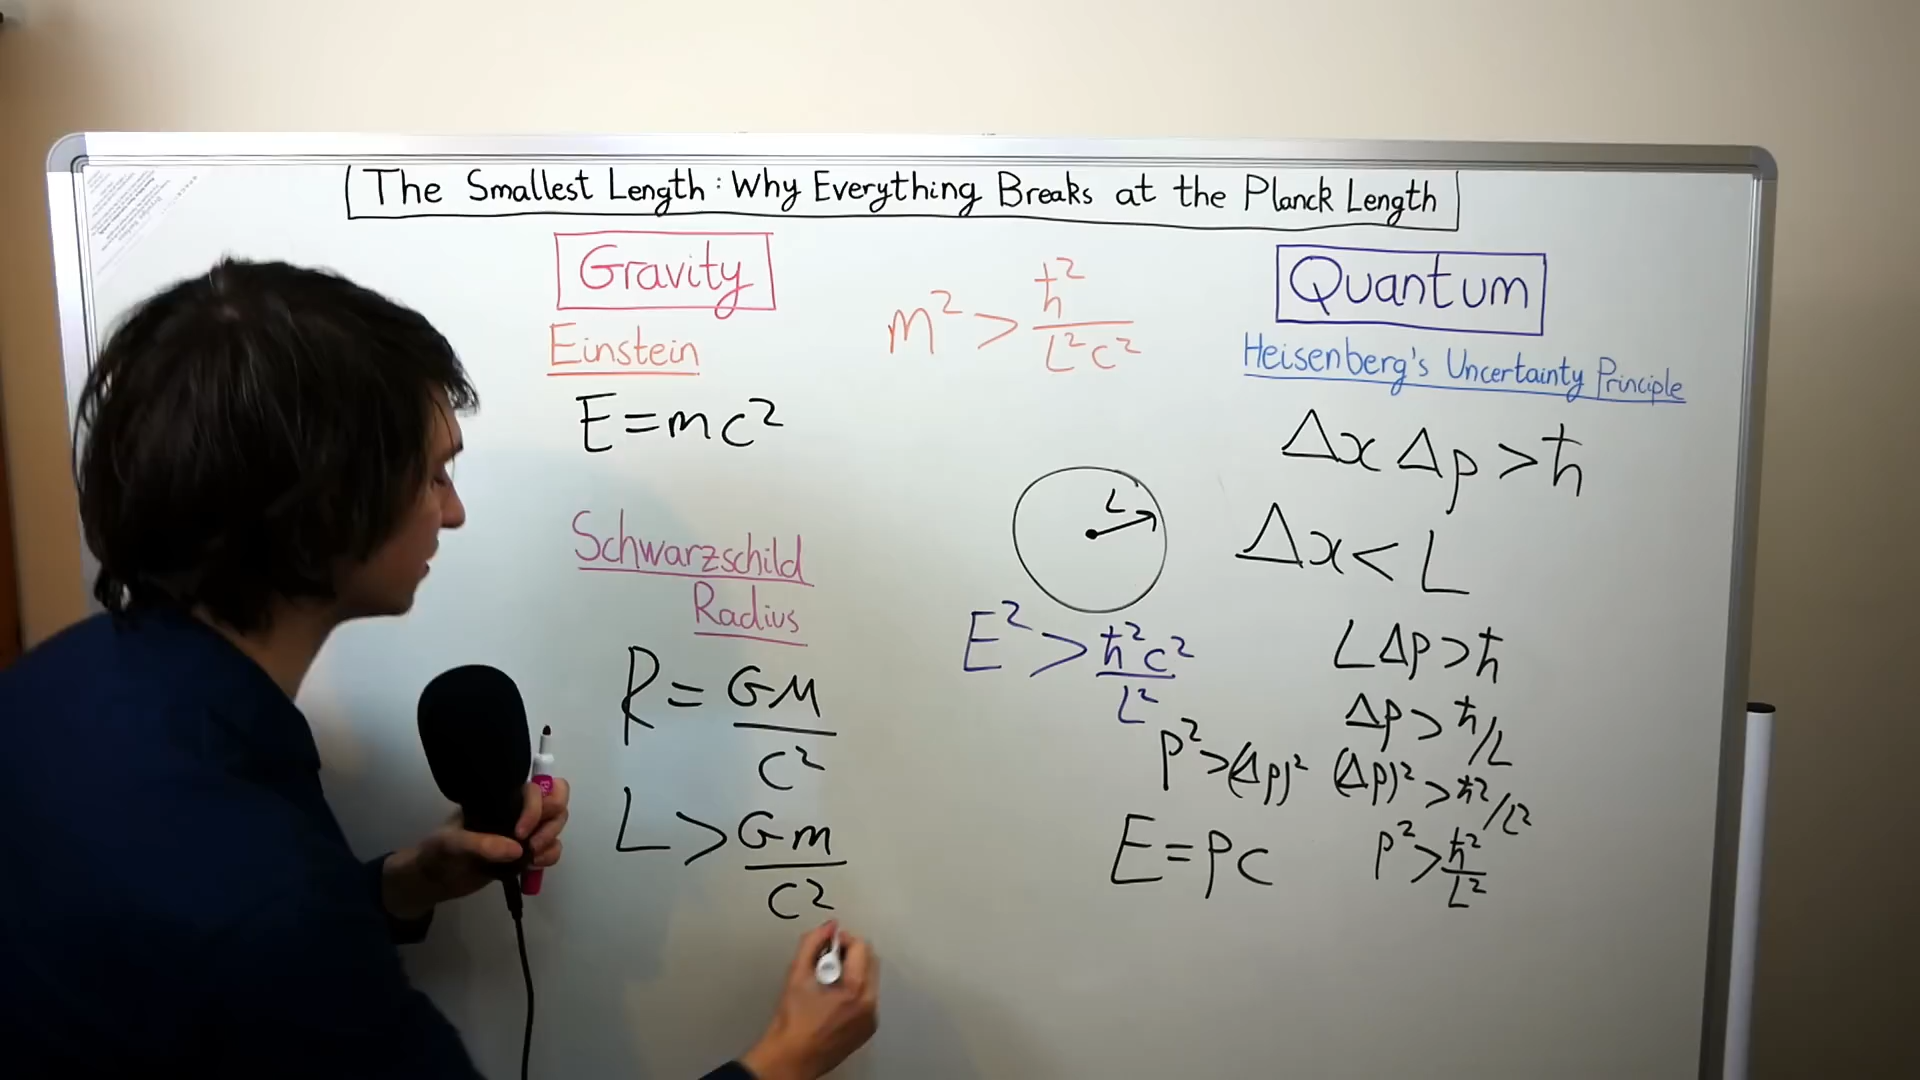 The Smallest Length: Why Everything Breaks at the Planck Length
Gravity
Einstein
E=mc²
Schwarzschild
Radius
R = GM/c²
L > Gm/c²
m² > ħ²/L²c²
L
E² > ħ²c²/L²
Quantum
Heisenberg's Uncertainty Principle
Δx Δp > ħ
Δx < L
LΔp > ħ
Δp > ħ/L
p² > (Δp)² (Δp)² > ħ²/L²
E = pc
p² > ħ²/L²